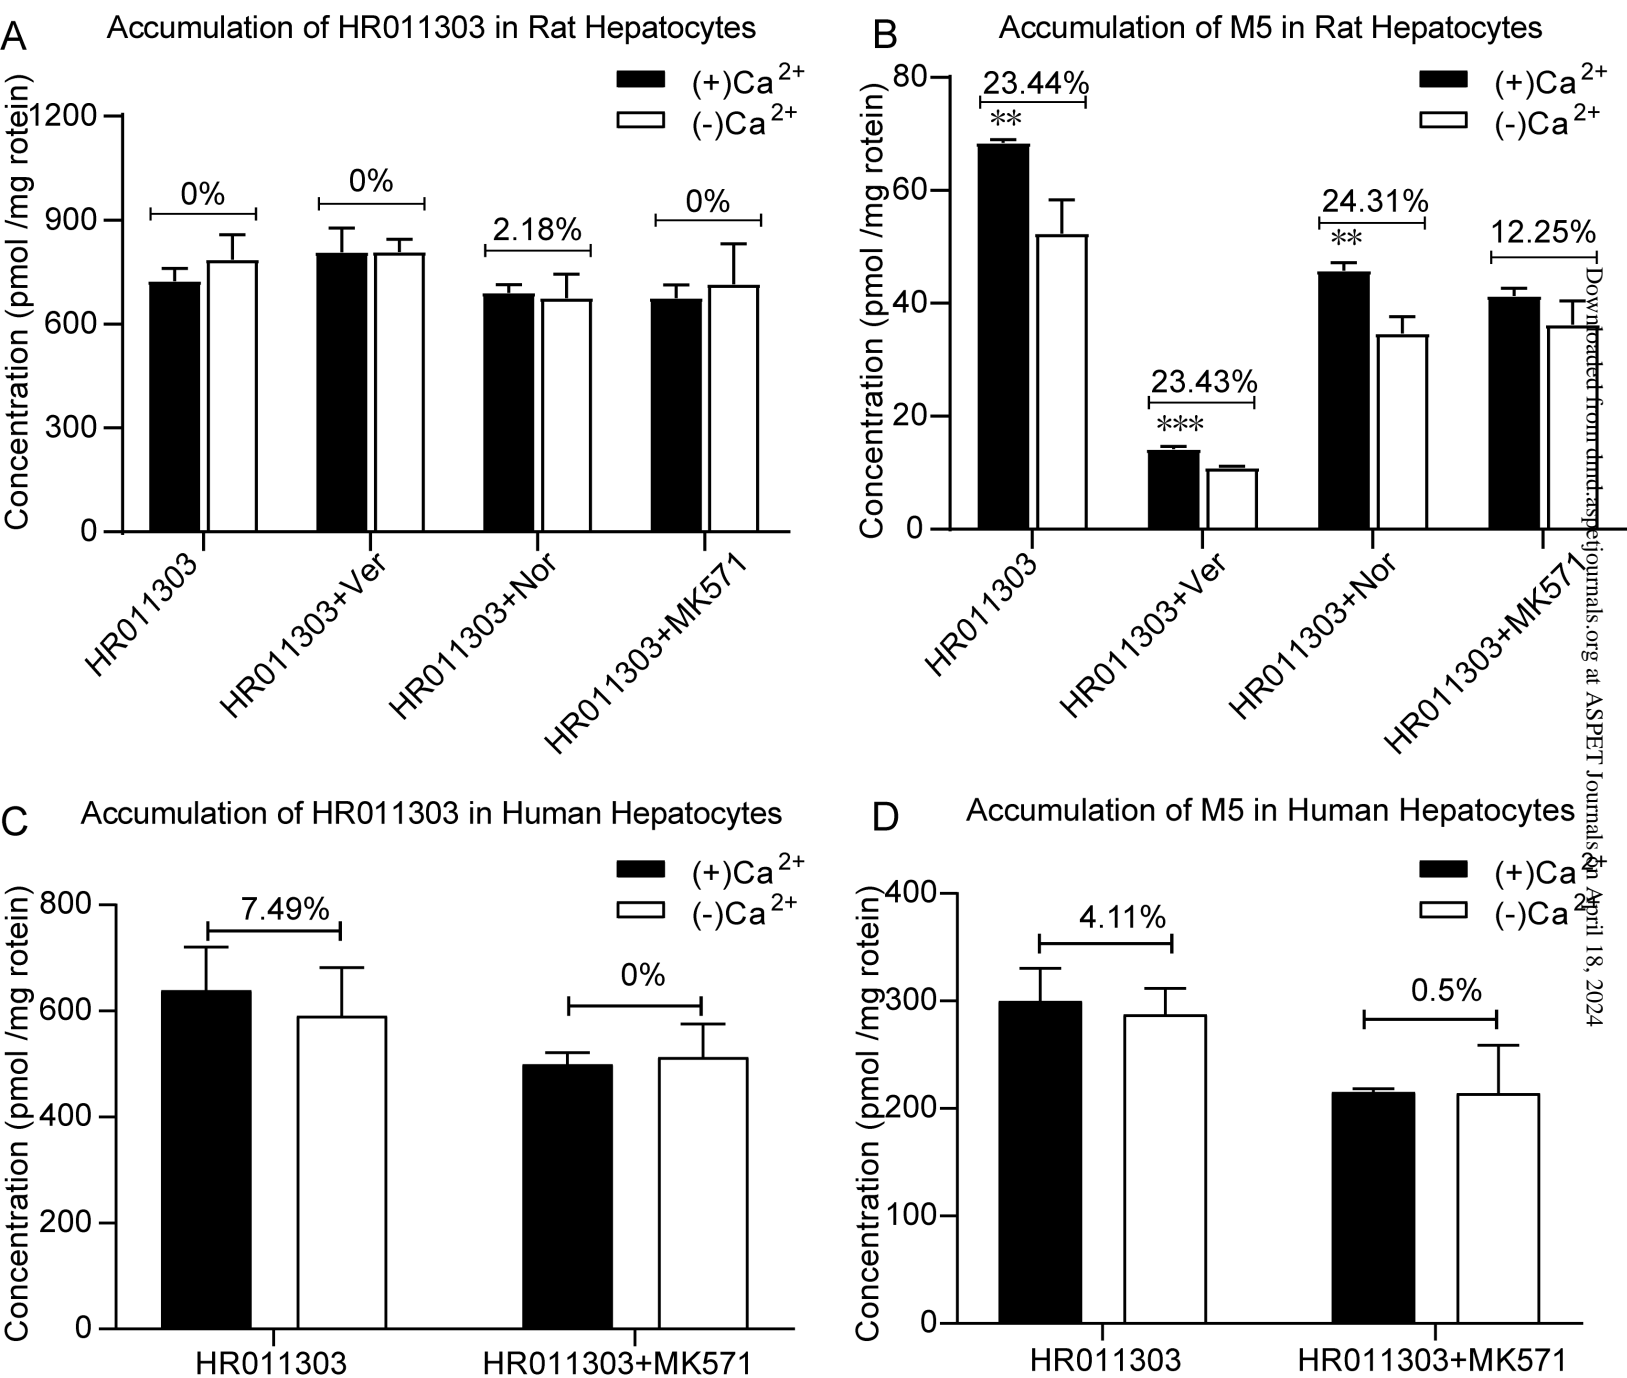 A
Accumulation of HR011303 in Rat Hepatocytes
(+)Ca2+
(-)Ca2+
Concentration (pmol /mg rotein)
1200
900
600
300
0
0%
0%
2.18%
0%
HR011303
HR011303+Ver
HR011303+Nor
HR011303+MK571
B
Accumulation of M5 in Rat Hepatocytes
(+)Ca2+
(-)Ca2+
Concentration (pmol /mg rotein)
80
60
40
20
0
23.44%
**
23.43%
***
24.31%
**
12.25%
HR011303
HR011303+Ver
HR011303+Nor
HR011303+MK571
C
Accumulation of HR011303 in Human Hepatocytes
(+)Ca2+
(-)Ca2+
Concentration (pmol /mg rotein)
800
600
400
200
0
7.49%
0%
HR011303
HR011303+MK571
D
Accumulation of M5 in Human Hepatocytes
(+)Ca2+
(-)Ca2+
Concentration (pmol /mg rotein)
400
300
200
100
0
4.11%
0.5%
HR011303
HR011303+MK571
Downloaded from dmd.aspetjournals.org at ASPET Journals on April 18, 2024